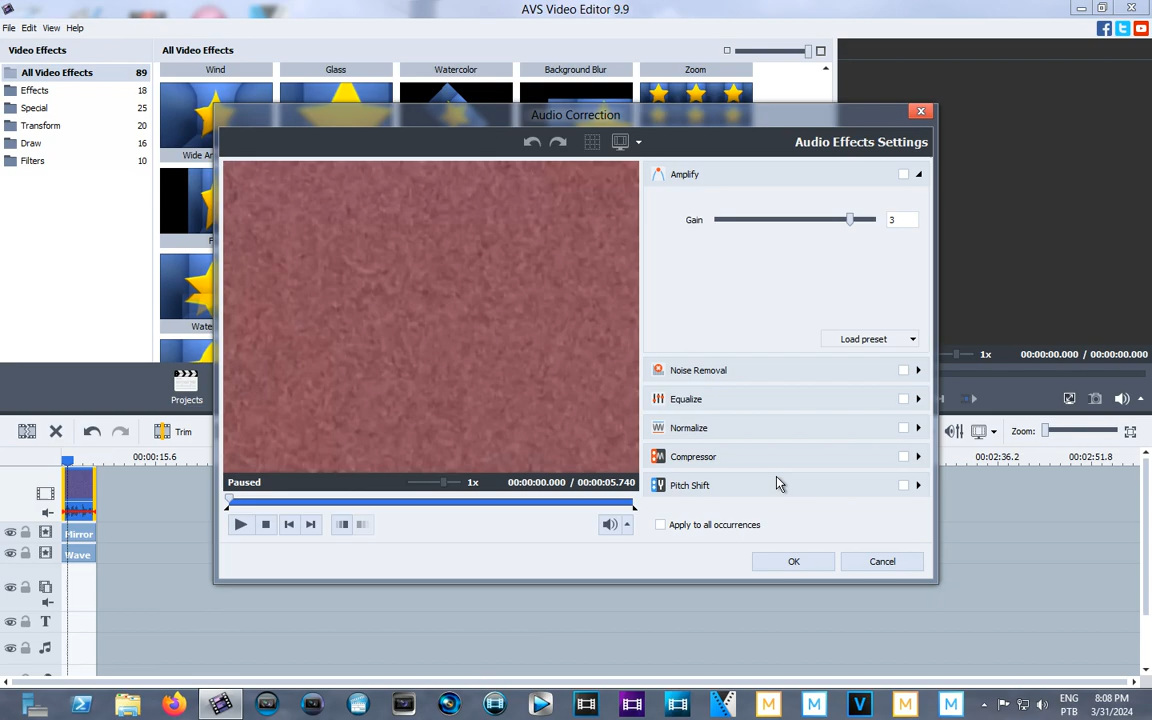 AVS Video Editor 9.9
File Edit View Help
Video Effects
All Video Effects
All Video Effects 89
Effects 18
Special 25
Transform 20
Draw 16
Filters 10
Wind Glass Watercolor Background Blur Zoom
Audio Correction
Audio Effects Settings
Amplify
Gain 3
Load preset
Noise Removal
Equalize
Normalize
Compressor
Pitch Shift
Paused 1x 00:00:00.000 / 00:00:05.740
Apply to all occurrences
OK Cancel
1x 00:00:00.000 / 00:00:00.000
Projects
Trim
Zoom:
00:00:15.6 00:02:36.2 00:02:51.8
Mirror
Wave
T
ENG 8:08 PM
PTB 3/31/2024